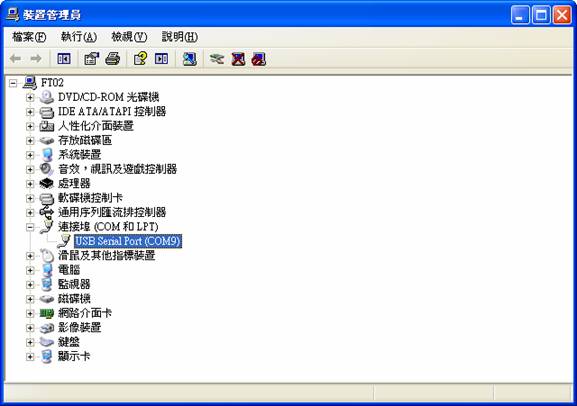 裝置管理員
檔案(F) 執行(A) 檢視(V) 說明(H)
FT02
DVD/CD-ROM 光碟機
IDE ATA/ATAPI 控制器
人性化介面裝置
存放磁碟區
系統裝置
音效，視訊及遊戲控制器
處理器
軟碟機控制卡
通用序列匯流排控制器
連接埠 (COM 和 LPT)
USB Serial Port (COM9)
滑鼠及其他指標裝置
電腦
監視器
磁碟機
網路介面卡
影像裝置
鍵盤
顯示卡